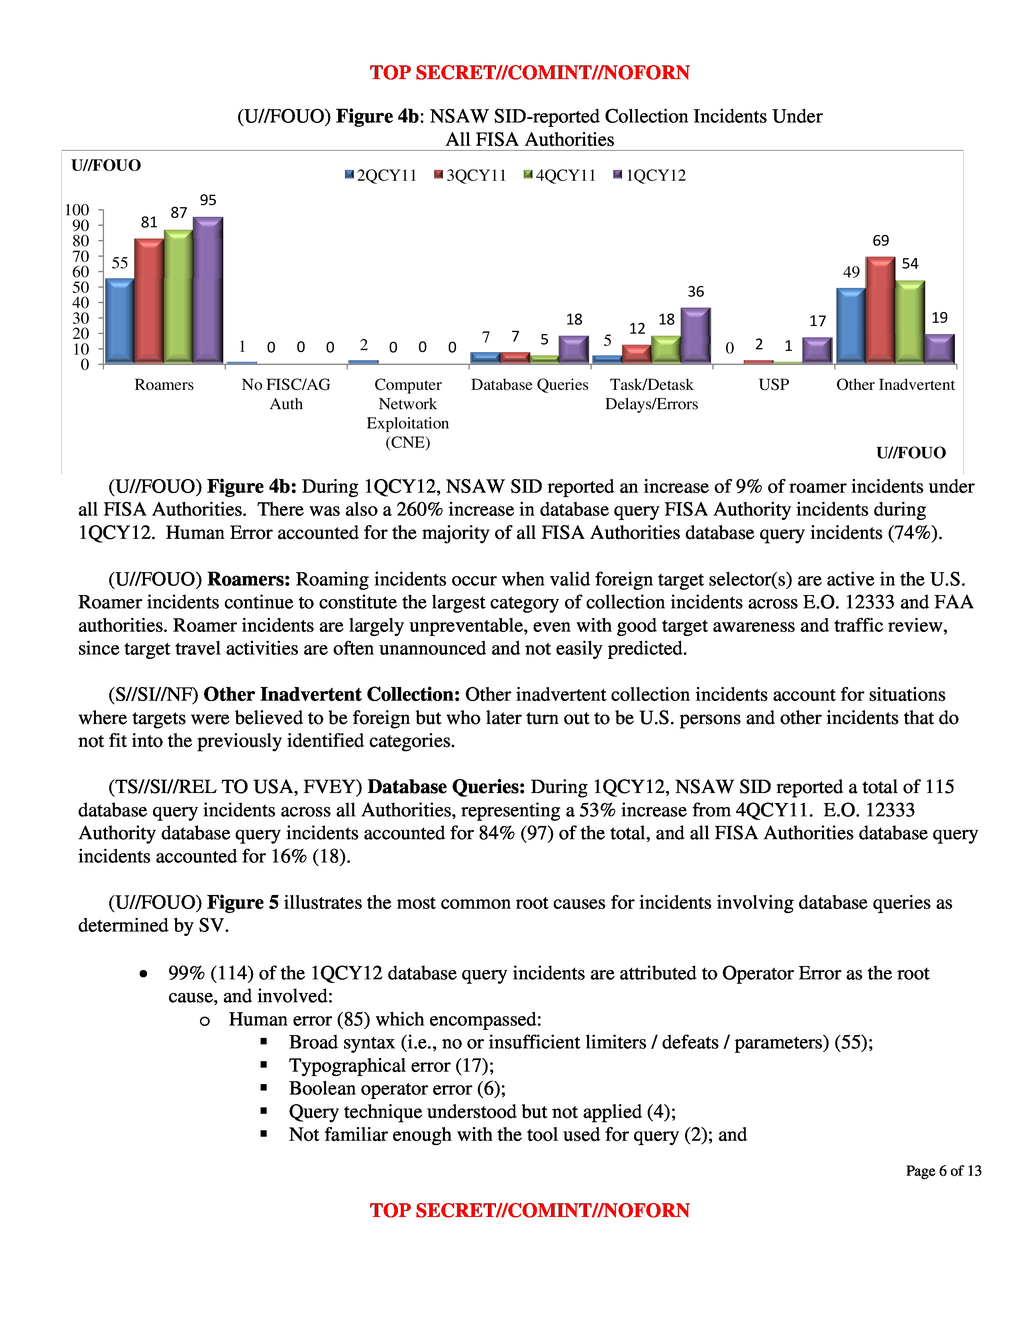 TOP SECRET//COMINT//NOFORN
(U//FOUO) Figure 4b: NSAW SID-reported Collection Incidents Under
All FISA Authorities
U//FOUO
2QCY11 3QCY11 4QCY11 1QCY12
100
90
80
70
60
50
40
30
20
10
0
55 81 87 95
1 0 0 0
2 0 0 0
7 7 5 18
5 12 18 36
0 2 1 17
49 69 54 19
Roamers
No FISC/AG
Auth
Computer
Network
Exploitation
(CNE)
Database Queries
Task/Detask
Delays/Errors
USP
Other Inadvertent
U//FOUO
(U//FOUO) Figure 4b: During 1QCY12, NSAW SID reported an increase of 9% of roamer incidents under
all FISA Authorities. There was also a 260% increase in database query FISA Authority incidents during
1QCY12. Human Error accounted for the majority of all FISA Authorities database query incidents (74%).
(U//FOUO) Roamers: Roaming incidents occur when valid foreign target selector(s) are active in the U.S.
Roamer incidents continue to constitute the largest category of collection incidents across E.O. 12333 and FAA
authorities. Roamer incidents are largely unpreventable, even with good target awareness and traffic review,
since target travel activities are often unannounced and not easily predicted.
(S//SI//NF) Other Inadvertent Collection: Other inadvertent collection incidents account for situations
where targets were believed to be foreign but who later turn out to be U.S. persons and other incidents that do
not fit into the previously identified categories.
(TS//SI//REL TO USA, FVEY) Database Queries: During 1QCY12, NSAW SID reported a total of 115
database query incidents across all Authorities, representing a 53% increase from 4QCY11. E.O. 12333
Authority database query incidents accounted for 84% (97) of the total, and all FISA Authorities database query
incidents accounted for 16% (18).
(U//FOUO) Figure 5 illustrates the most common root causes for incidents involving database queries as
determined by SV.
• 99% (114) of the 1QCY12 database query incidents are attributed to Operator Error as the root
cause, and involved:
o Human error (85) which encompassed:
▪ Broad syntax (i.e., no or insufficient limiters / defeats / parameters) (55);
▪ Typographical error (17);
▪ Boolean operator error (6);
▪ Query technique understood but not applied (4);
▪ Not familiar enough with the tool used for query (2); and
Page 6 of 13
TOP SECRET//COMINT//NOFORN